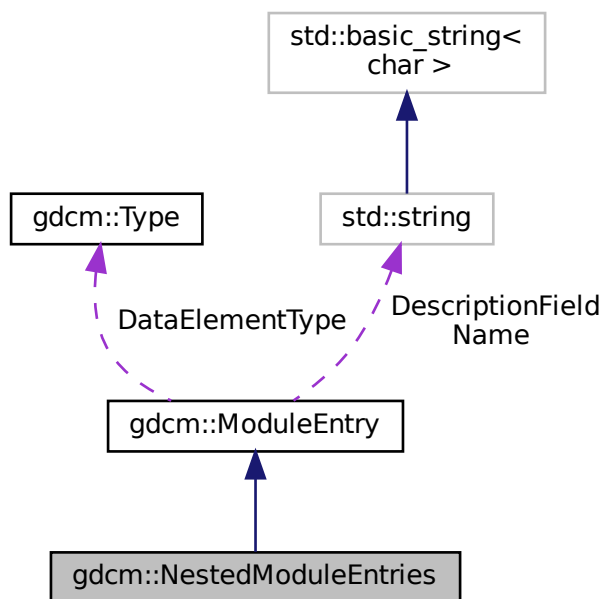 std::basic_string<
char >
gdcm::Type
std::string
DataElementType
DescriptionField
Name
gdcm::ModuleEntry
gdcm::NestedModuleEntries